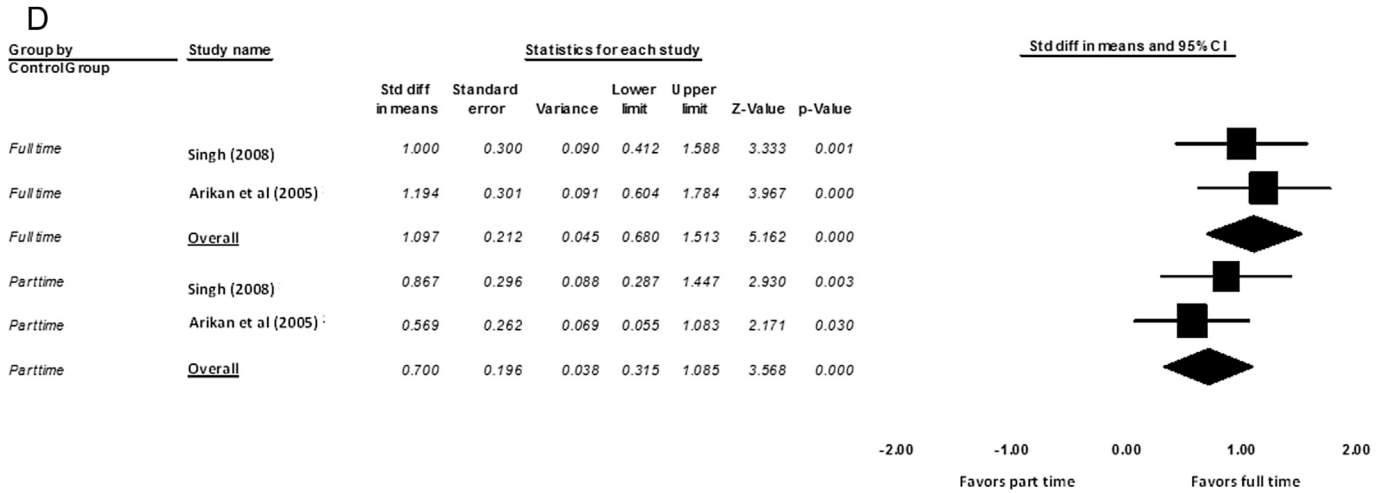 D
Group by Study name Statistics for each study Std diff in means and 95% CI
Control Group
Std diff in means Standard error Variance Lower limit Upper limit Z-Value p-Value
Full time Singh (2008) 1.000 0.300 0.090 0.412 1.588 3.333 0.001
Full time Arikan et al (2005) 1.194 0.301 0.091 0.604 1.784 3.967 0.000
Full time Overall 1.097 0.212 0.045 0.680 1.513 5.162 0.000
Parttime Singh (2008) 0.867 0.296 0.088 0.287 1.447 2.930 0.003
Parttime Arikan et al (2005) 0.569 0.262 0.069 0.055 1.083 2.171 0.030
Parttime Overall 0.700 0.196 0.038 0.315 1.085 3.568 0.000
-2.00 -1.00 0.00 1.00 2.00
Favors part time Favors full time